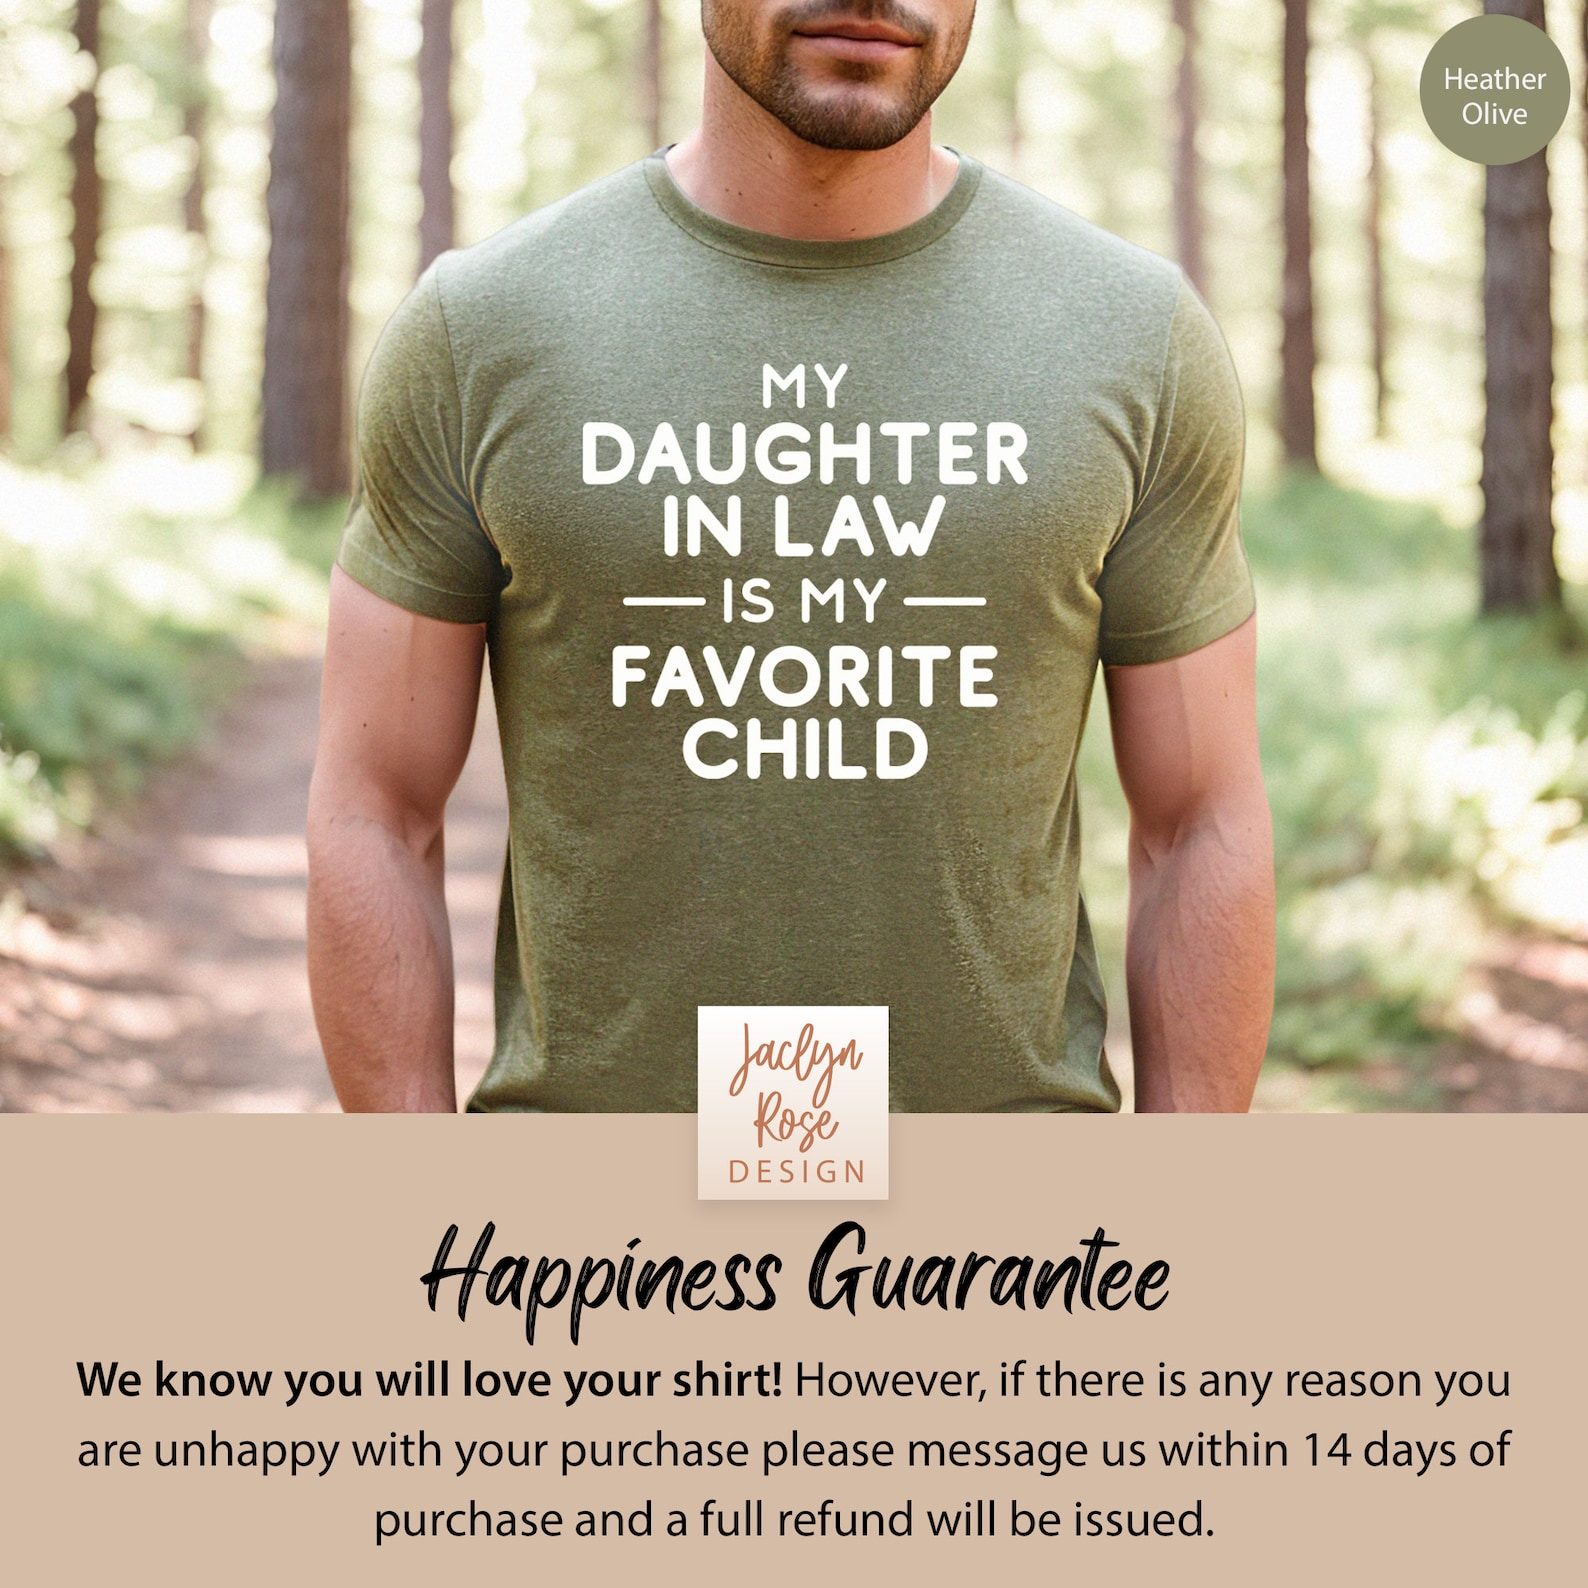 Heather
Olive
MY
DAUGHTER
IN LAW
IS MY
FAVORITE
CHILD
Jaclyn
Rose
DESIGN
Happiness Guarantee
We know you will love your shirt! However, if there is any reason you
are unhappy with your purchase please message us within 14 days of
purchase and a full refund will be issued.